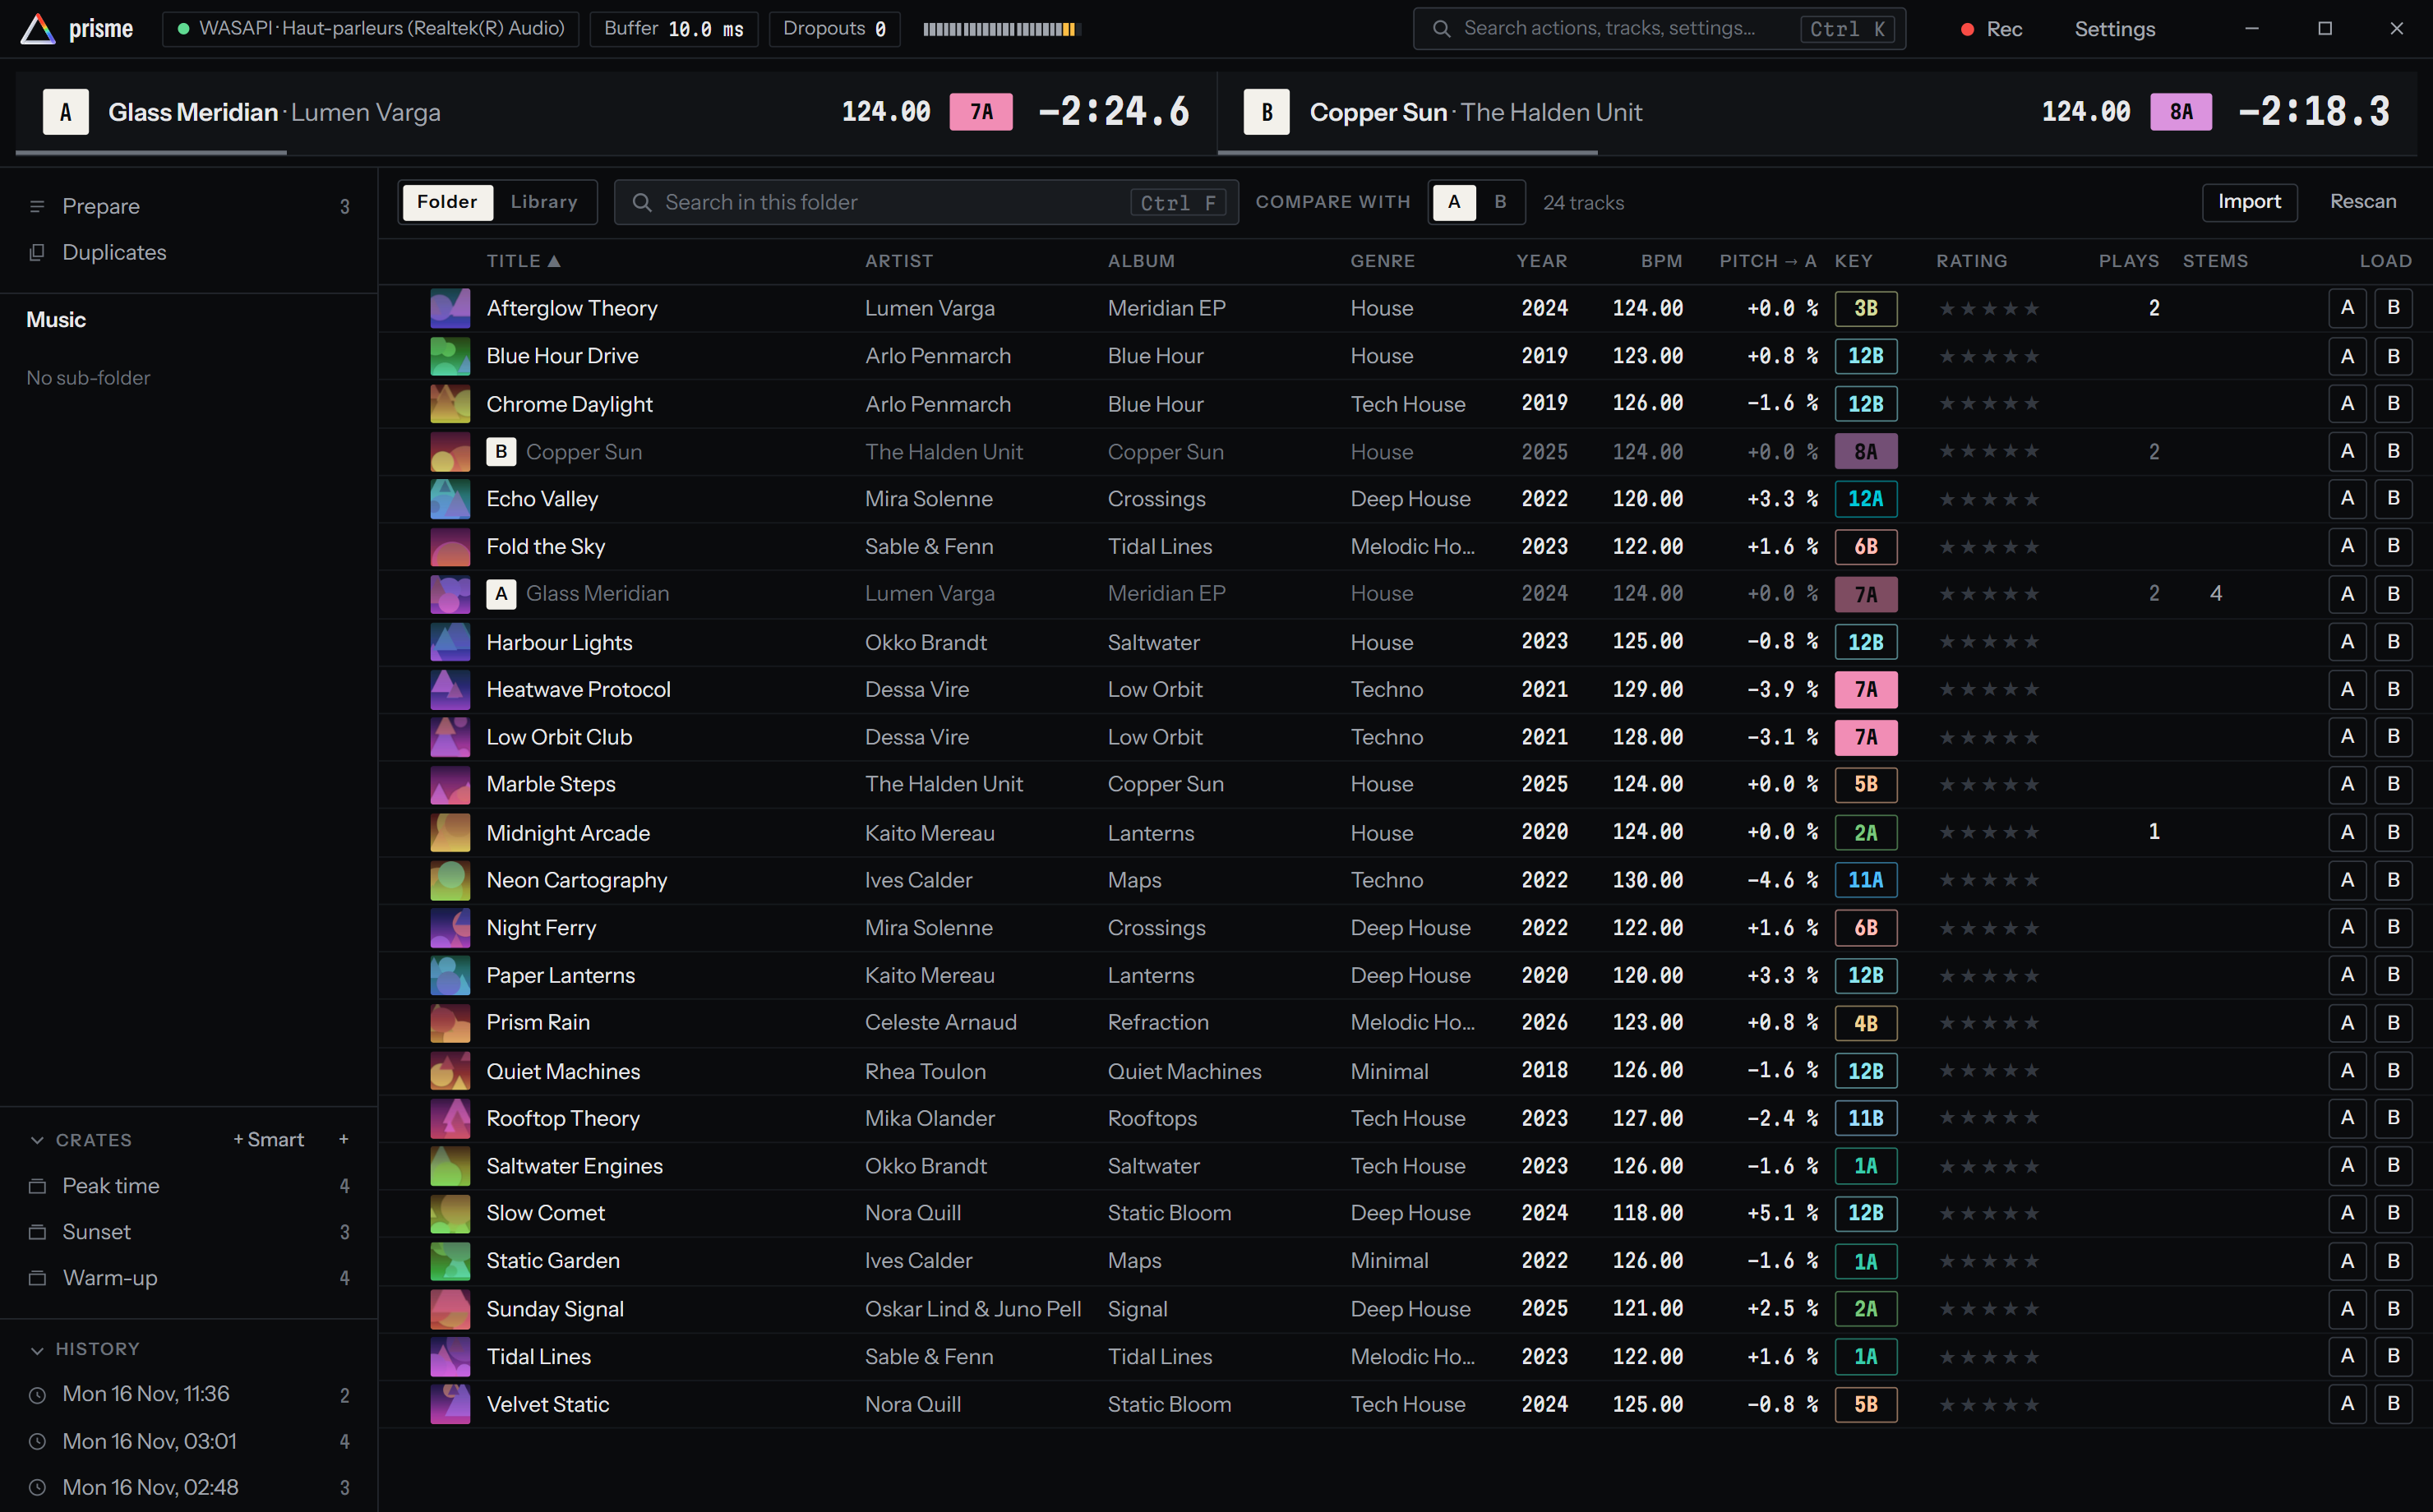 prisme WASAPI · Haut-parleurs (Realtek(R) Audio) Buffer 10.0 ms Dropouts 0 Search actions, tracks, settings... Ctrl K Rec Settings
A Glass Meridian · Lumen Varga 124.00 7A −2:24.6 B Copper Sun · The Halden Unit 124.00 8A −2:18.3
Prepare 3
Duplicates
Music
No sub-folder
CRATES + Smart +
Peak time 4
Sunset 3
Warm-up 4
HISTORY
Mon 16 Nov, 11:36 2
Mon 16 Nov, 03:01 4
Mon 16 Nov, 02:48 3
Folder Library Search in this folder Ctrl F COMPARE WITH A B 24 tracks Import Rescan
TITLE ▲ ARTIST ALBUM GENRE YEAR BPM PITCH → A KEY RATING PLAYS STEMS LOAD
Afterglow Theory Lumen Varga Meridian EP House 2024 124.00 +0.0 % 3B ★★★★★ 2 A B
Blue Hour Drive Arlo Penmarch Blue Hour House 2019 123.00 +0.8 % 12B ★★★★★ A B
Chrome Daylight Arlo Penmarch Blue Hour Tech House 2019 126.00 −1.6 % 12B ★★★★★ A B
B Copper Sun The Halden Unit Copper Sun House 2025 124.00 +0.0 % 8A ★★★★★ 2 A B
Echo Valley Mira Solenne Crossings Deep House 2022 120.00 +3.3 % 12A ★★★★★ A B
Fold the Sky Sable & Fenn Tidal Lines Melodic Ho... 2023 122.00 +1.6 % 6B ★★★★★ A B
A Glass Meridian Lumen Varga Meridian EP House 2024 124.00 +0.0 % 7A ★★★★★ 2 4 A B
Harbour Lights Okko Brandt Saltwater House 2023 125.00 −0.8 % 12B ★★★★★ A B
Heatwave Protocol Dessa Vire Low Orbit Techno 2021 129.00 −3.9 % 7A ★★★★★ A B
Low Orbit Club Dessa Vire Low Orbit Techno 2021 128.00 −3.1 % 7A ★★★★★ A B
Marble Steps The Halden Unit Copper Sun House 2025 124.00 +0.0 % 5B ★★★★★ A B
Midnight Arcade Kaito Mereau Lanterns House 2020 124.00 +0.0 % 2A ★★★★★ 1 A B
Neon Cartography Ives Calder Maps Techno 2022 130.00 −4.6 % 11A ★★★★★ A B
Night Ferry Mira Solenne Crossings Deep House 2022 122.00 +1.6 % 6B ★★★★★ A B
Paper Lanterns Kaito Mereau Lanterns Deep House 2020 120.00 +3.3 % 12B ★★★★★ A B
Prism Rain Celeste Arnaud Refraction Melodic Ho... 2026 123.00 +0.8 % 4B ★★★★★ A B
Quiet Machines Rhea Toulon Quiet Machines Minimal 2018 126.00 −1.6 % 12B ★★★★★ A B
Rooftop Theory Mika Olander Rooftops Tech House 2023 127.00 −2.4 % 11B ★★★★★ A B
Saltwater Engines Okko Brandt Saltwater Tech House 2023 126.00 −1.6 % 1A ★★★★★ A B
Slow Comet Nora Quill Static Bloom Deep House 2024 118.00 +5.1 % 12B ★★★★★ A B
Static Garden Ives Calder Maps Minimal 2022 126.00 −1.6 % 1A ★★★★★ A B
Sunday Signal Oskar Lind & Juno Pell Signal Deep House 2025 121.00 +2.5 % 2A ★★★★★ A B
Tidal Lines Sable & Fenn Tidal Lines Melodic Ho... 2023 122.00 +1.6 % 1A ★★★★★ A B
Velvet Static Nora Quill Static Bloom Tech House 2024 125.00 −0.8 % 5B ★★★★★ A B